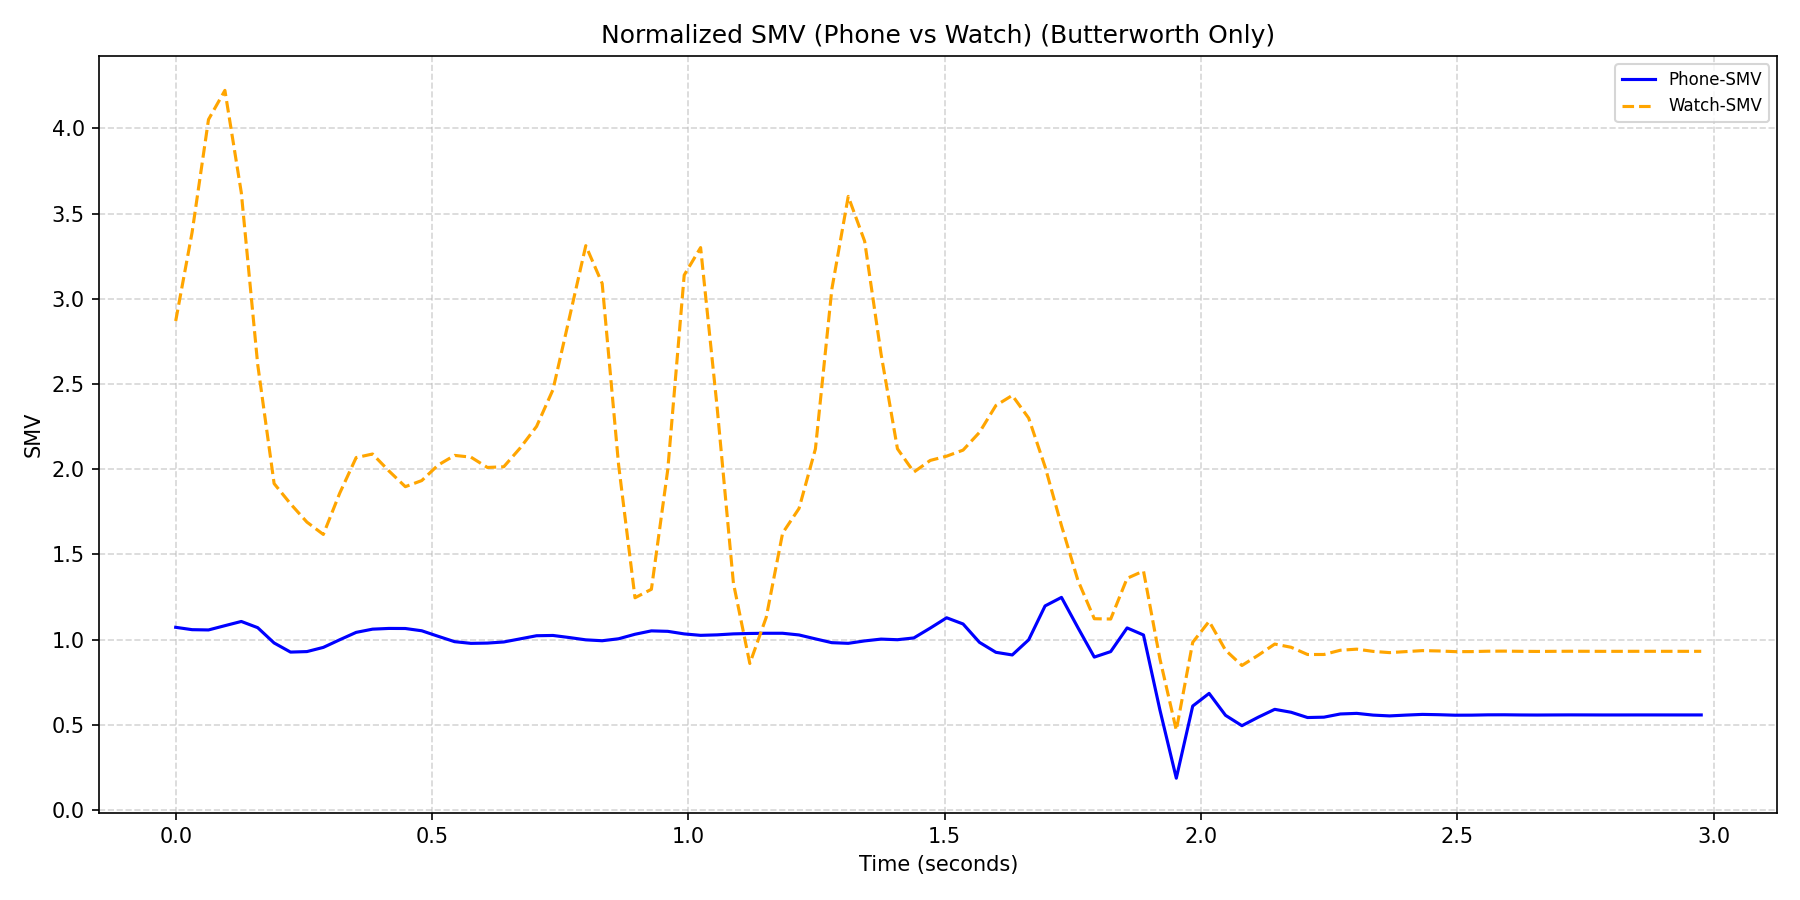 Normalized SMV (Phone vs Watch) (Butterworth Only)
Phone-SMV
Watch-SMV
SMV
4.0
3.5
3.0
2.5
2.0
1.5
1.0
0.5
0.0
0.0 0.5 1.0 1.5 2.0 2.5 3.0
Time (seconds)